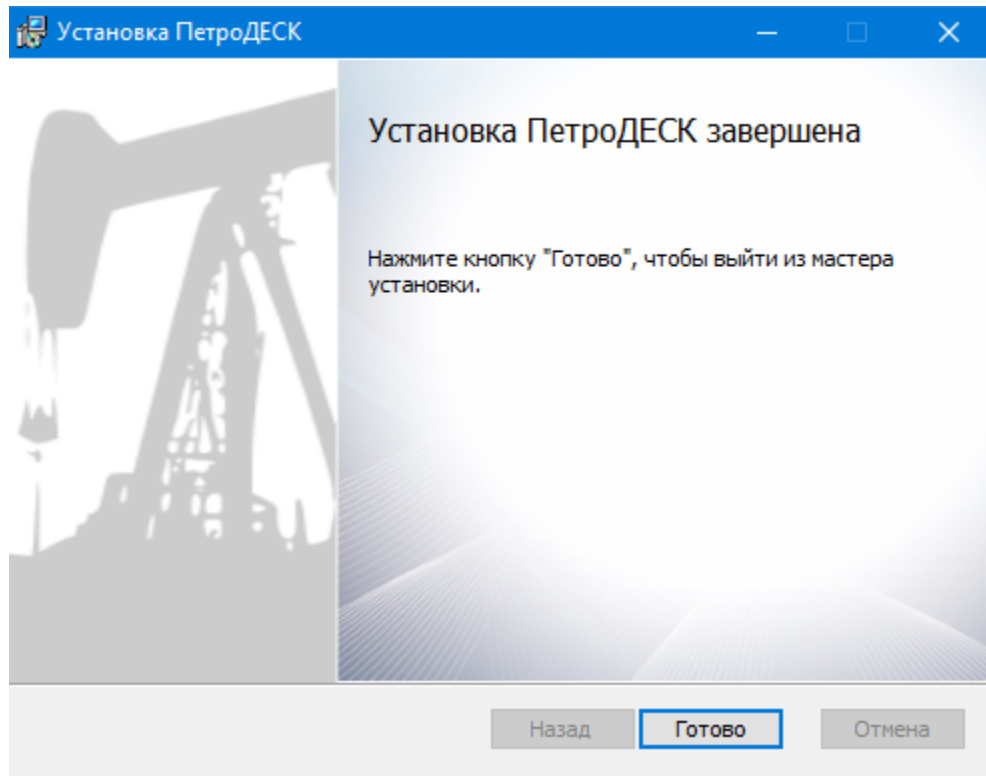 Установка ПетроДЕСК
Установка ПетроДЕСК завершена
Нажмите кнопку "Готово", чтобы выйти из мастера
установки.
Назад
Готово
Отмена